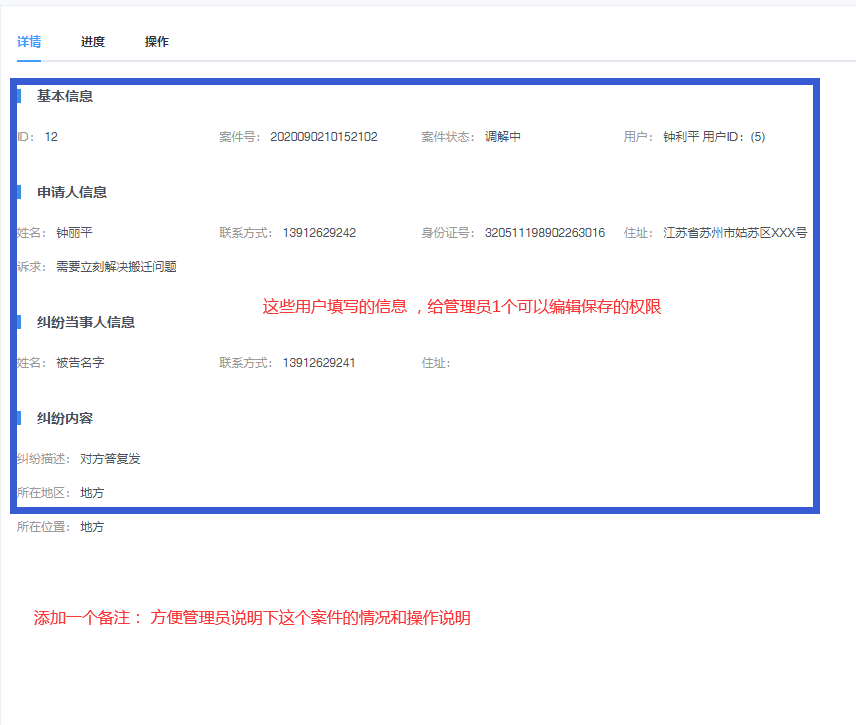 详情 进度 操作
基本信息
ID： 12 案件号： 2020090210152102 案件状态： 调解中 用户： 钟利平 用户ID：(5)
申请人信息
姓名： 钟丽平 联系方式： 13912629242 身份证号： 320511198902263016 住址： 江苏省苏州市姑苏区XXX号
诉求： 需要立刻解决搬迁问题
这些用户填写的信息 ，给管理员1个可以编辑保存的权限
纠纷当事人信息
姓名： 被告名字 联系方式： 13912629241 住址：
纠纷内容
纠纷描述： 对方答复发
所在地区： 地方
所在位置： 地方
添加一个备注： 方便管理员说明下这个案件的情况和操作说明